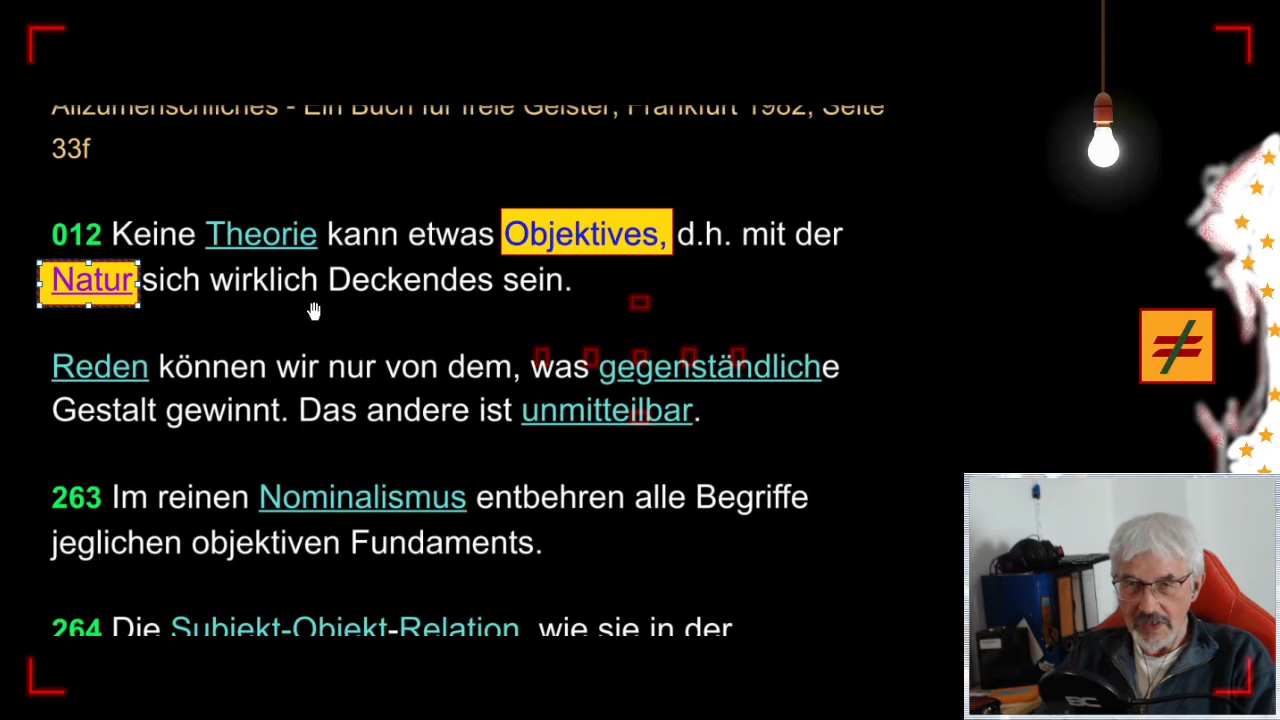 Allzumenschliches - Ein Buch für freie Geister, Frankfurt 1982, Seite
33f
012 Keine Theorie kann etwas Objektives, d.h. mit der
Natur sich wirklich Deckendes sein.
Reden können wir nur von dem, was gegenständliche
Gestalt gewinnt. Das andere ist unmitteilbar.
263 Im reinen Nominalismus entbehren alle Begriffe
jeglichen objektiven Fundaments.
264 Die Subjekt-Objekt-Relation, wie sie in der
≠